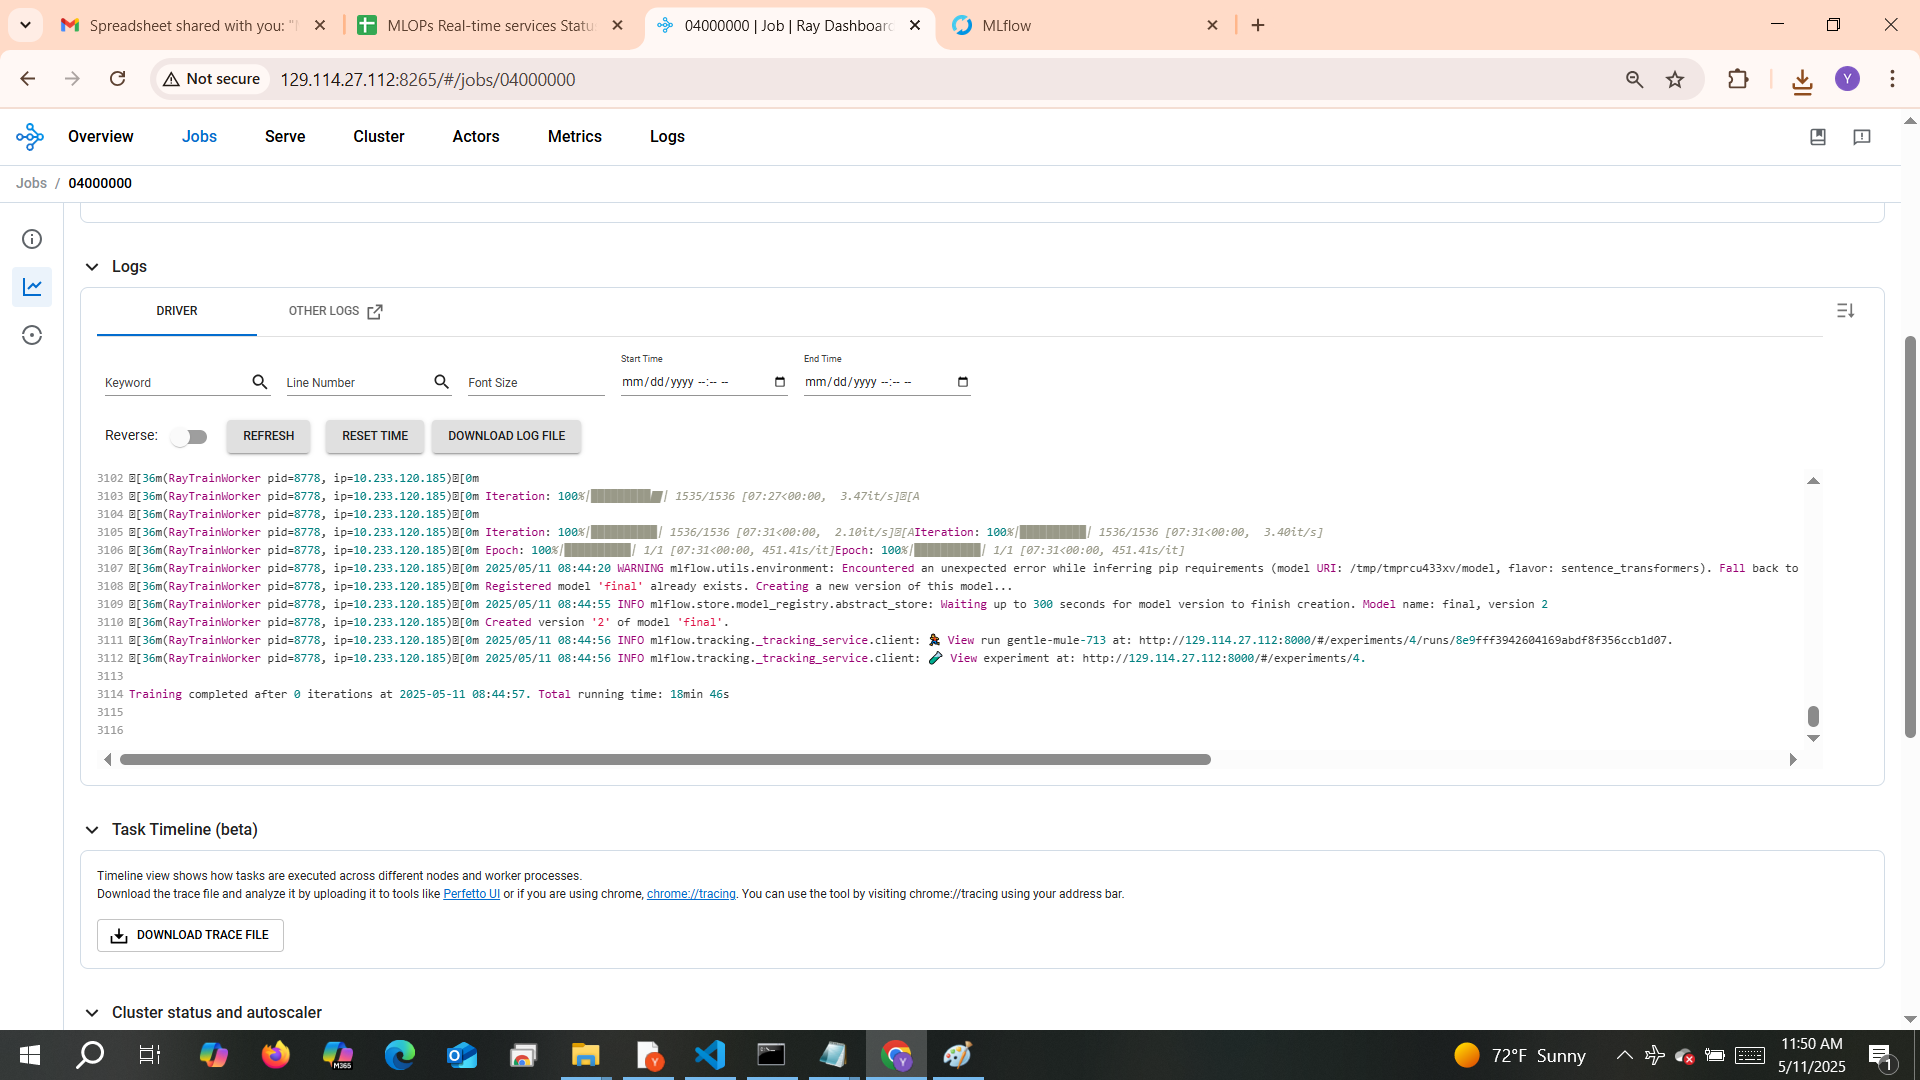 Spreadsheet shared with you: "
MLOPs Real-time services Statu
04000000 | Job | Ray Dashboard
MLflow
Not secure
129.114.27.112:8265/#/jobs/04000000
Y
Overview
Jobs
Serve
Cluster
Actors
Metrics
Logs
Jobs / 04000000
Logs
DRIVER
OTHER LOGS
Start Time
End Time
Keyword
Line Number
Font Size
mm/dd/yyyy --:-- --
mm/dd/yyyy --:-- --
Reverse:
REFRESH
RESET TIME
DOWNLOAD LOG FILE
3102 [36m(RayTrainWorker pid=8778, ip=10.233.120.185)[0m
3103 [36m(RayTrainWorker pid=8778, ip=10.233.120.185)[0m Iteration: 100%|█████████▉| 1535/1536 [07:27<00:00,  3.47it/s][A
3104 [36m(RayTrainWorker pid=8778, ip=10.233.120.185)[0m
3105 [36m(RayTrainWorker pid=8778, ip=10.233.120.185)[0m Iteration: 100%|██████████| 1536/1536 [07:31<00:00,  2.10it/s][AIteration: 100%|██████████| 1536/1536 [07:31<00:00,  3.40it/s]
3106 [36m(RayTrainWorker pid=8778, ip=10.233.120.185)[0m Epoch: 100%|██████████| 1/1 [07:31<00:00, 451.41s/it]Epoch: 100%|██████████| 1/1 [07:31<00:00, 451.41s/it]
3107 [36m(RayTrainWorker pid=8778, ip=10.233.120.185)[0m 2025/05/11 08:44:20 WARNING mlflow.utils.environment: Encountered an unexpected error while inferring pip requirements (model URI: /tmp/tmprcu433xv/model, flavor: sentence_transformers). Fall back to
3108 [36m(RayTrainWorker pid=8778, ip=10.233.120.185)[0m Registered model 'final' already exists. Creating a new version of this model...
3109 [36m(RayTrainWorker pid=8778, ip=10.233.120.185)[0m 2025/05/11 08:44:55 INFO mlflow.store.model_registry.abstract_store: Waiting up to 300 seconds for model version to finish creation. Model name: final, version 2
3110 [36m(RayTrainWorker pid=8778, ip=10.233.120.185)[0m Created version '2' of model 'final'.
3111 [36m(RayTrainWorker pid=8778, ip=10.233.120.185)[0m 2025/05/11 08:44:56 INFO mlflow.tracking._tracking_service.client: 🏃 View run gentle-mule-713 at: http://129.114.27.112:8000/#/experiments/4/runs/8e9fff3942604169abdf8f356ccb1d07.
3112 [36m(RayTrainWorker pid=8778, ip=10.233.120.185)[0m 2025/05/11 08:44:56 INFO mlflow.tracking._tracking_service.client: 🧪 View experiment at: http://129.114.27.112:8000/#/experiments/4.
3113
3114 Training completed after 0 iterations at 2025-05-11 08:44:57. Total running time: 18min 46s
3115
3116
Task Timeline (beta)
Timeline view shows how tasks are executed across different nodes and worker processes.
Download the trace file and analyze it by uploading it to tools like Perfetto UI or if you are using chrome, chrome://tracing. You can use the tool by visiting chrome://tracing using your address bar.
DOWNLOAD TRACE FILE
Cluster status and autoscaler
M365
72°F Sunny
11:50 AM
5/11/2025
1